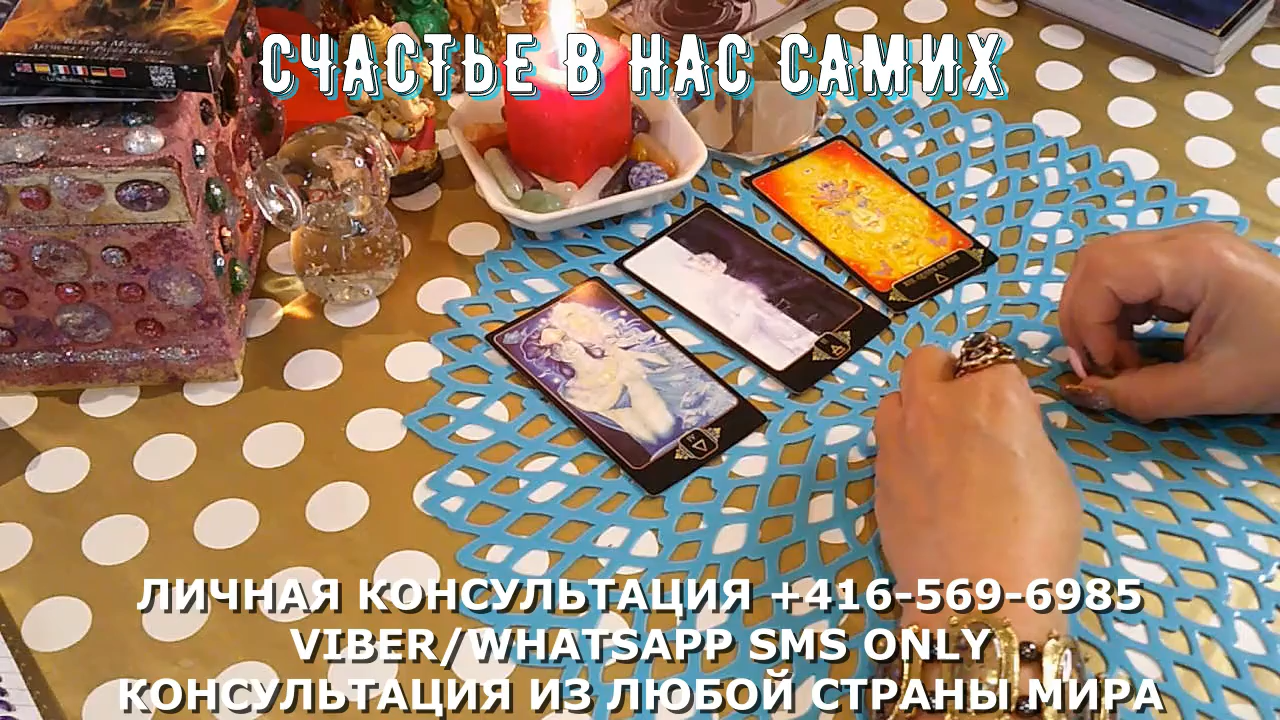 СЧАСТЬЕ В НАС САМИХ
ЛИЧНАЯ КОНСУЛЬТАЦИЯ +416-569-6985
VIBER/WHATSAPP SMS ONLY
КОНСУЛЬТАЦИЯ ИЗ ЛЮБОЙ СТРАНЫ МИРА